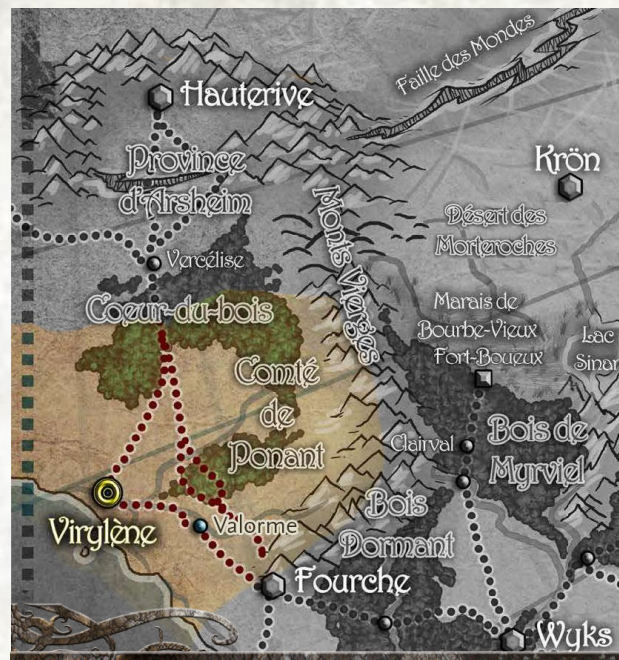 Faille des Mondes
Hauterive
Province
d'Arsheim
Krön
Désert des
Morteroches
Vercélise
Monts Vierges
Coeur-du-bois
Marais de
Bourbe-Vieux
Fort-Boueux
Lac
Sinar
Comté
de
Ponant
Clairval
Bois de
Myrviel
Virylène
Valorme
Bois
Dormant
Fourche
Wyks